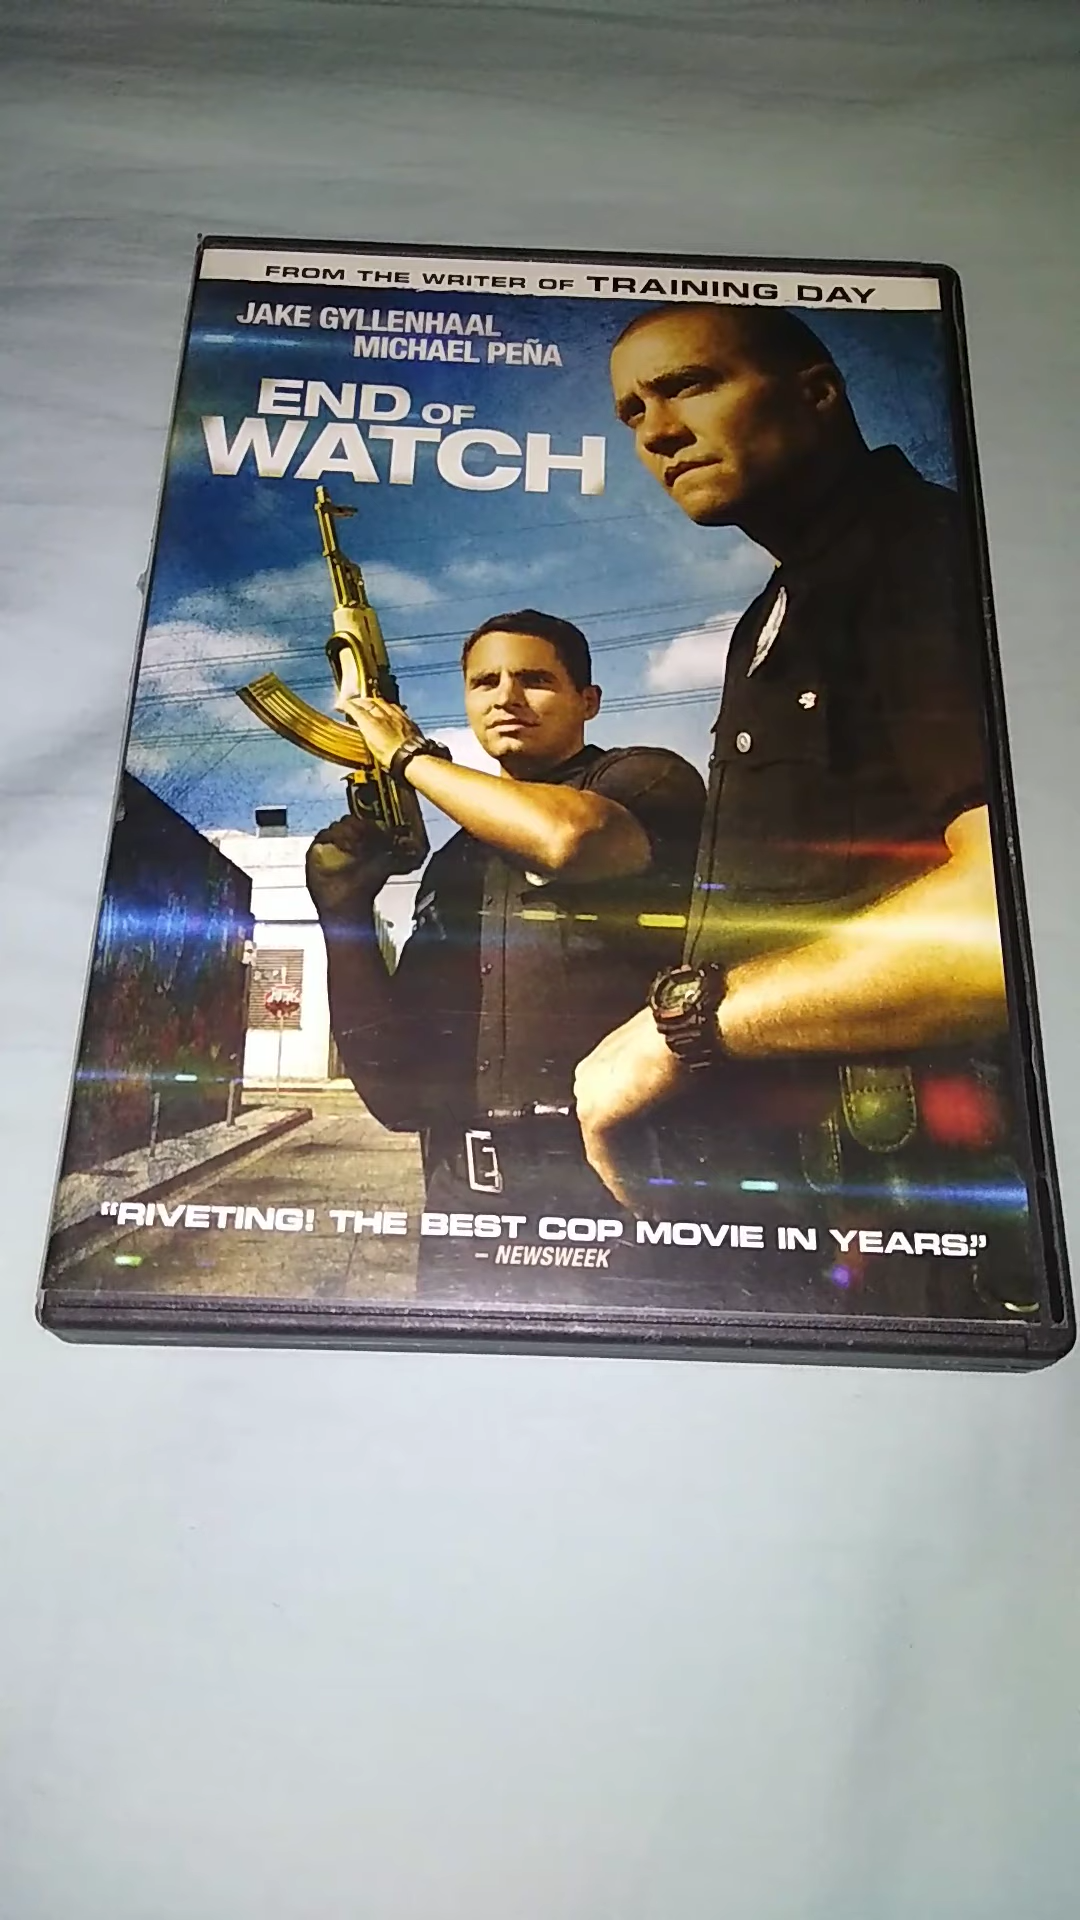 FROM THE WRITER OF TRAINING DAY
JAKE GYLLENHAAL
MICHAEL PEÑA
END OF
WATCH
"RIVETING! THE BEST COP MOVIE IN YEARS."
– NEWSWEEK